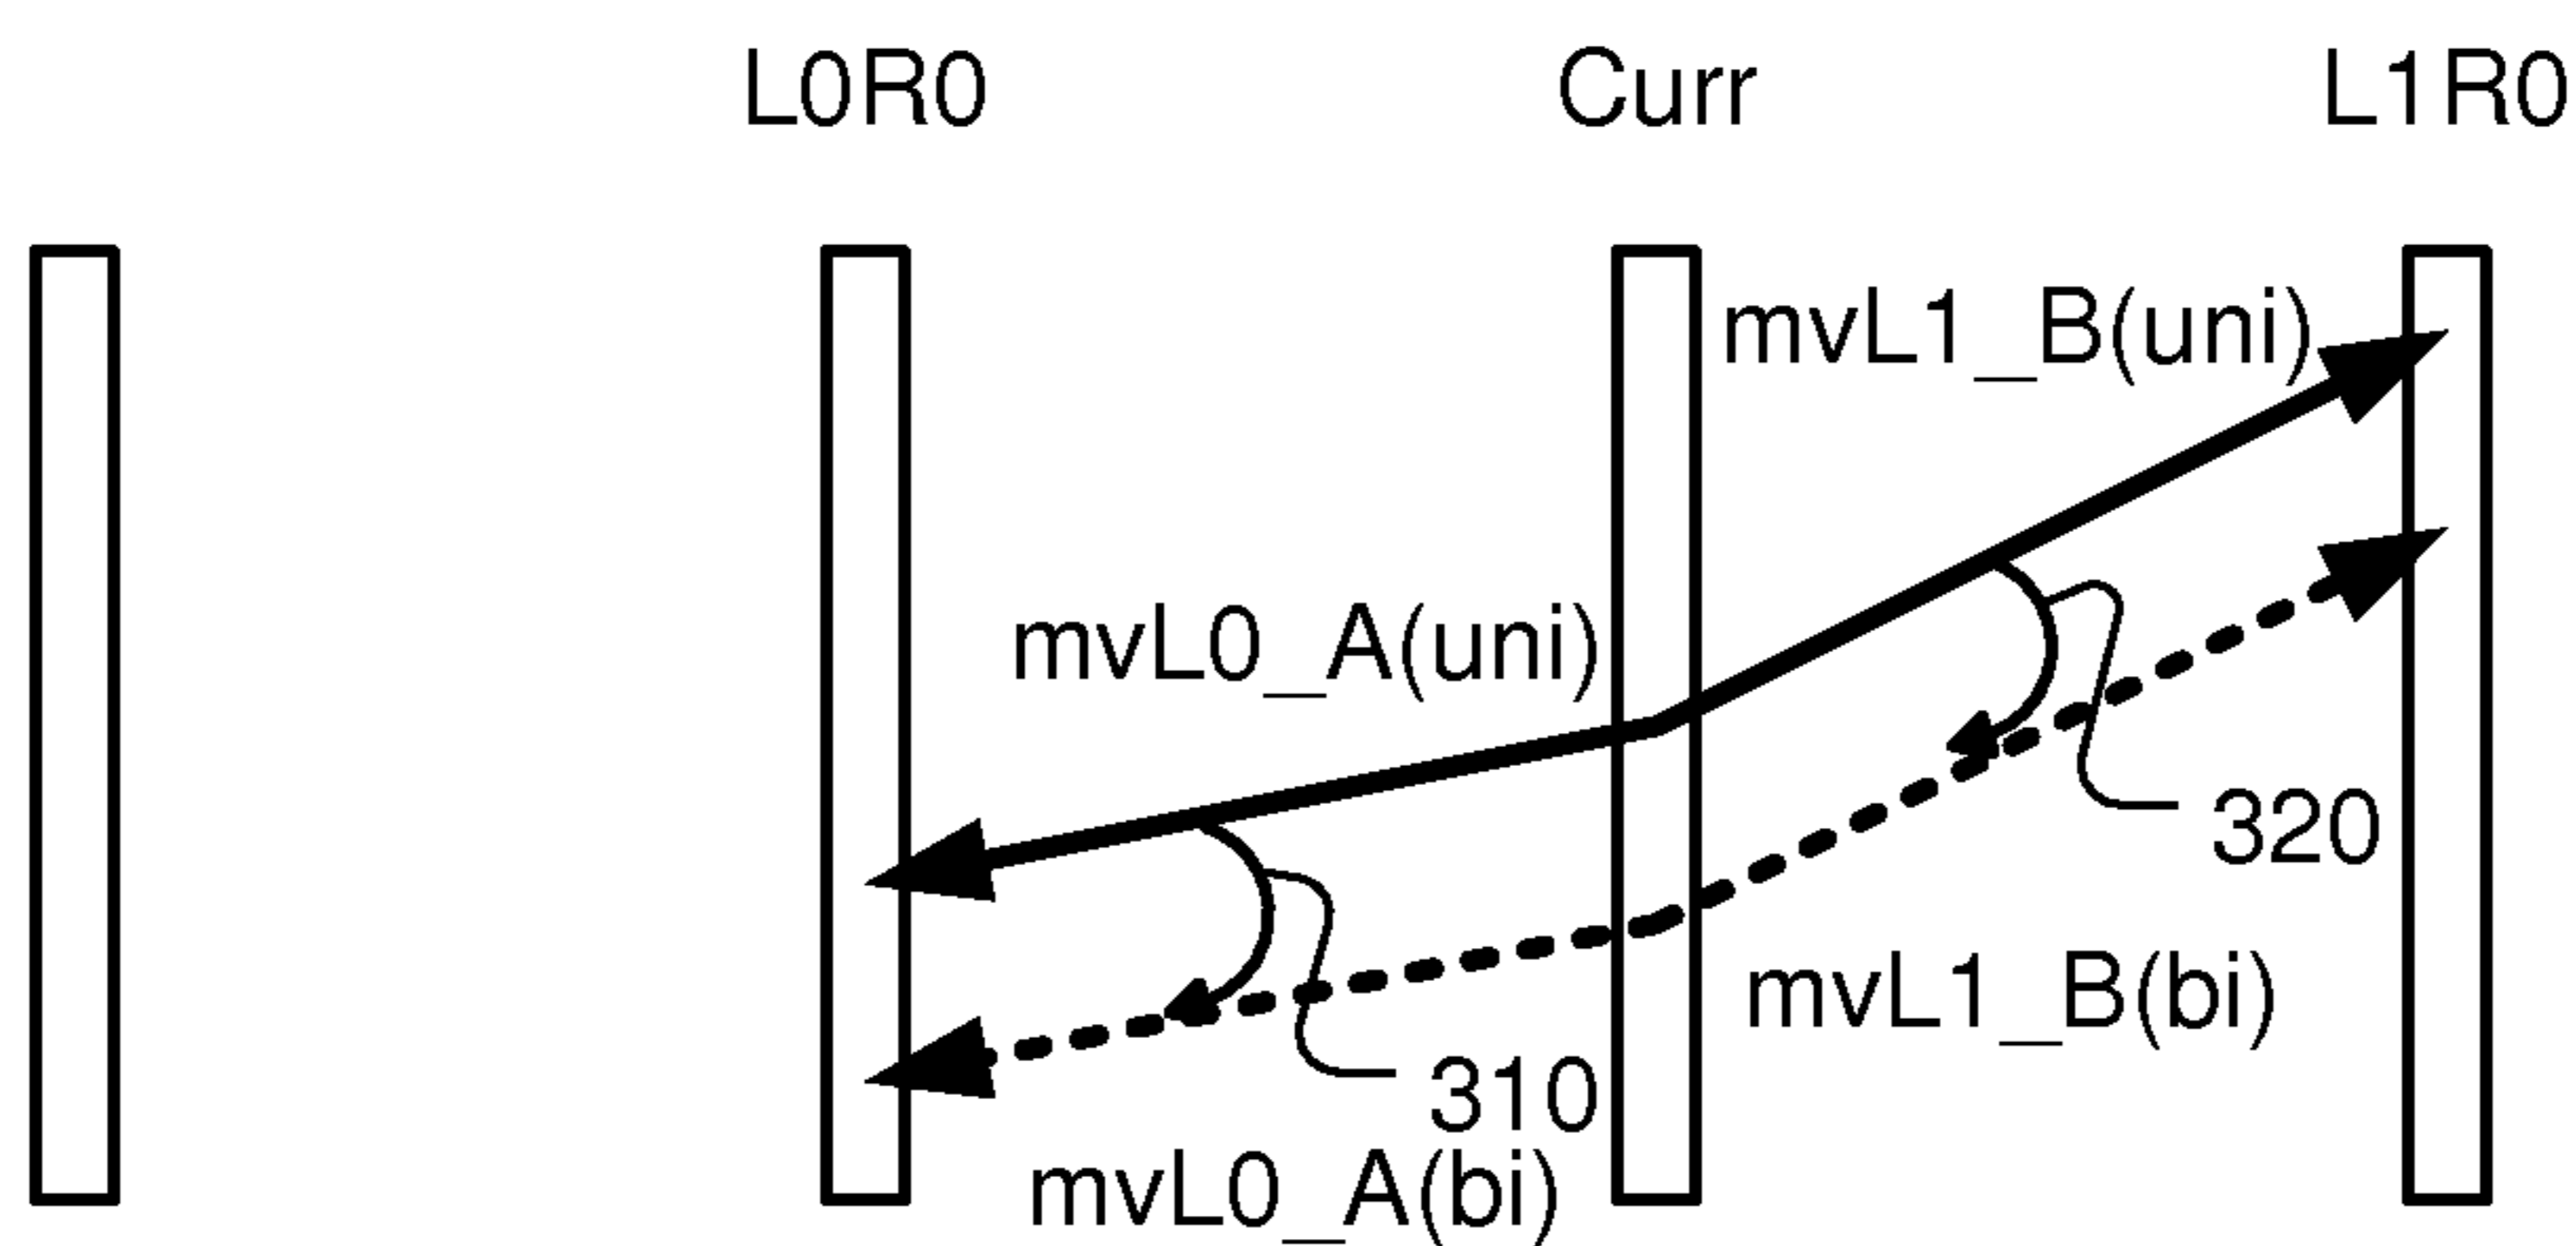 L0R0 Curr L1R0
mvL1_B(uni)
mvL0_A(uni)
320
mvL1_B(bi)
310
mvL0_A(bi)